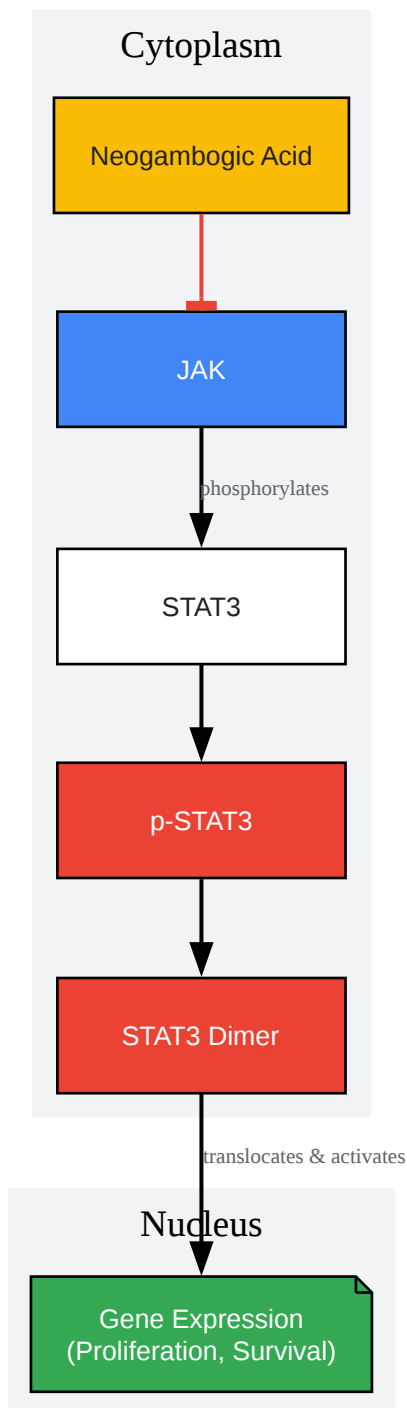 Cytoplasm
Neogambogic Acid
JAK
phosphorylates
STAT3
p-STAT3
STAT3 Dimer
translocates & activates
Nucleus
Gene Expression
(Proliferation, Survival)